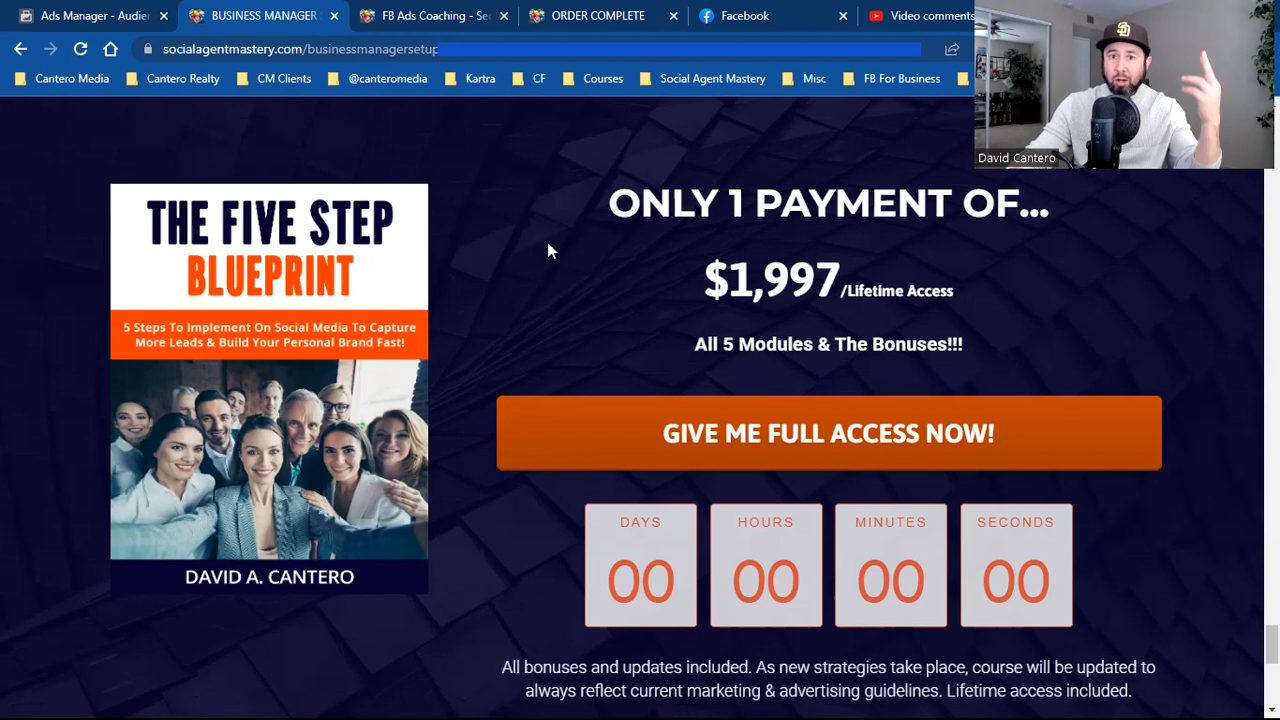 Ads Manager - Audien
BUSINESS MANAGER
FB Ads Coaching - Sec
ORDER COMPLETE
Facebook
Video comments
socialagentmastery.com/businessmanagersetup
Cantero Media
Cantero Realty
CM Clients
@canteromedia
Kartra
CF
Courses
Social Agent Mastery
Misc
FB For Business
David Cantero
THE FIVE STEP
BLUEPRINT
5 Steps To Implement On Social Media To Capture
More Leads & Build Your Personal Brand Fast!
DAVID A. CANTERO
ONLY 1 PAYMENT OF...
$1,997/Lifetime Access
All 5 Modules & The Bonuses!!!
GIVE ME FULL ACCESS NOW!
DAYS
HOURS
MINUTES
SECONDS
00
00
00
00
All bonuses and updates included. As new strategies take place, course will be updated to
always reflect current marketing & advertising guidelines. Lifetime access included.